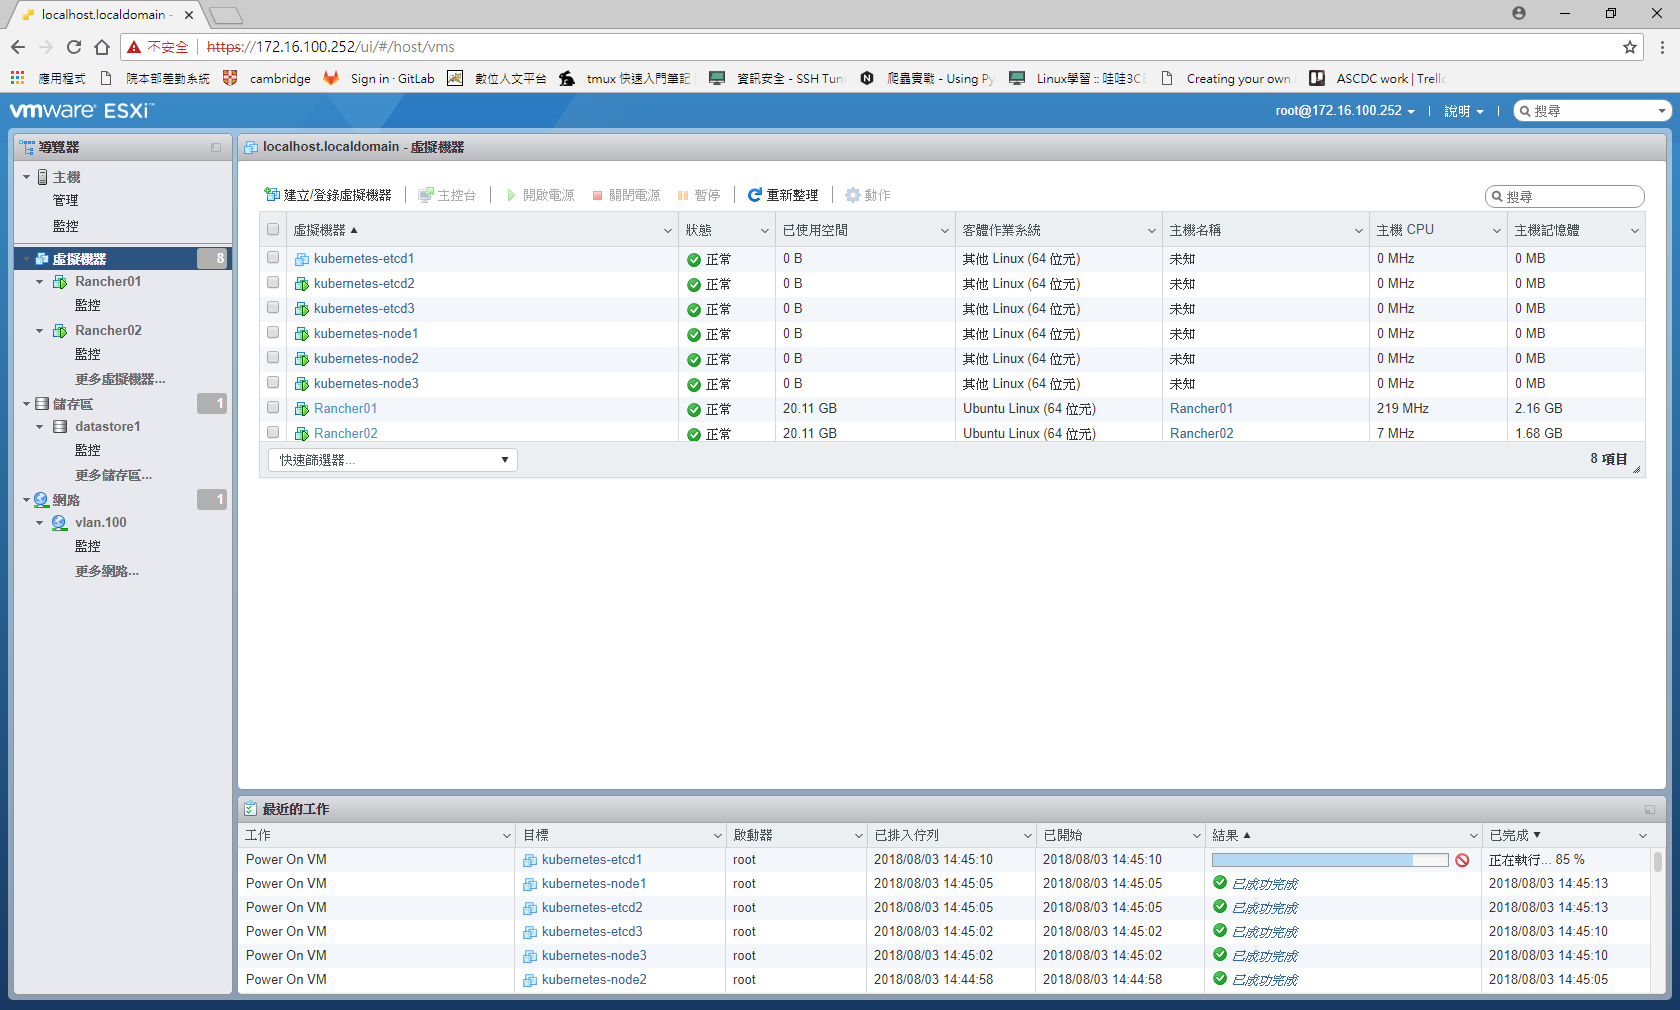 localhost.localdomain -
不安全 https://172.16.100.252/ui/#/host/vms
應用程式 院本部差勤系統 cambridge Sign in · GitLab 數位人文平台 tmux 快速入門筆記 資訊安全 - SSH Tun 爬蟲實戰 - Using Py Linux學習 :: 哇哇3C Creating your own ASCDC work | Trell
vmware ESXi™
root@172.16.100.252 說明 搜尋
導覽器
主機
管理
監控
虛擬機器 8
Rancher01
監控
Rancher02
監控
更多虛擬機器...
儲存區 1
datastore1
監控
更多儲存區...
網路 1
vlan.100
監控
更多網路...
localhost.localdomain - 虛擬機器
建立/登錄虛擬機器 主控台 開啟電源 關閉電源 暫停 重新整理 動作 搜尋
虛擬機器 狀態 已使用空間 客體作業系統 主機名稱 主機 CPU 主機記憶體
kubernetes-etcd1 正常 0 B 其他 Linux (64 位元) 未知 0 MHz 0 MB
kubernetes-etcd2 正常 0 B 其他 Linux (64 位元) 未知 0 MHz 0 MB
kubernetes-etcd3 正常 0 B 其他 Linux (64 位元) 未知 0 MHz 0 MB
kubernetes-node1 正常 0 B 其他 Linux (64 位元) 未知 0 MHz 0 MB
kubernetes-node2 正常 0 B 其他 Linux (64 位元) 未知 0 MHz 0 MB
kubernetes-node3 正常 0 B 其他 Linux (64 位元) 未知 0 MHz 0 MB
Rancher01 正常 20.11 GB Ubuntu Linux (64 位元) Rancher01 219 MHz 2.16 GB
Rancher02 正常 20.11 GB Ubuntu Linux (64 位元) Rancher02 7 MHz 1.68 GB
快速篩選器... 8 項目
最近的工作
工作 目標 啟動器 已排入佇列 已開始 結果 已完成
Power On VM kubernetes-etcd1 root 2018/08/03 14:45:10 2018/08/03 14:45:10 正在執行... 85 %
Power On VM kubernetes-node1 root 2018/08/03 14:45:05 2018/08/03 14:45:05 已成功完成 2018/08/03 14:45:13
Power On VM kubernetes-etcd2 root 2018/08/03 14:45:05 2018/08/03 14:45:05 已成功完成 2018/08/03 14:45:13
Power On VM kubernetes-etcd3 root 2018/08/03 14:45:02 2018/08/03 14:45:02 已成功完成 2018/08/03 14:45:10
Power On VM kubernetes-node3 root 2018/08/03 14:45:02 2018/08/03 14:45:02 已成功完成 2018/08/03 14:45:10
Power On VM kubernetes-node2 root 2018/08/03 14:44:58 2018/08/03 14:44:58 已成功完成 2018/08/03 14:45:05